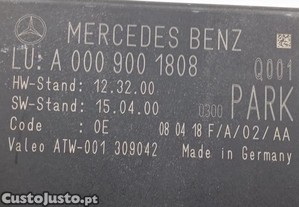 MERCEDES BENZ
LU: A 000 900 1808 Q001
HW-Stand: 12.32.00
SW-Stand: 15.04.00 0300 PARK
Code : 0E 08 04 18 F/A/02/AA
Valeo ATW-001 309042 Made in Germany
CustoJusto.pt